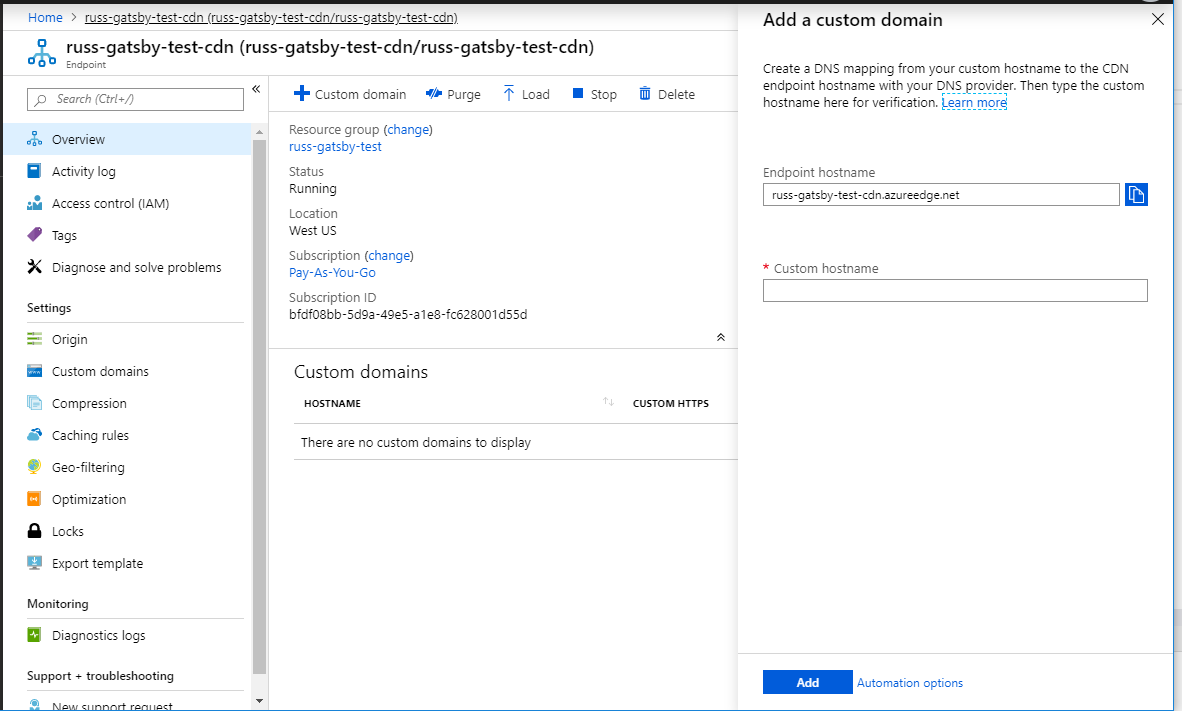 Home > russ-gatsby-test-cdn (russ-gatsby-test-cdn/russ-gatsby-test-cdn)
russ-gatsby-test-cdn (russ-gatsby-test-cdn/russ-gatsby-test-cdn)
Endpoint
Search (Ctrl+/)
«
Overview
Activity log
Access control (IAM)
Tags
Diagnose and solve problems
Settings
Origin
Custom domains
Compression
Caching rules
Geo-filtering
Optimization
Locks
Export template
Monitoring
Diagnostics logs
Support + troubleshooting
New support request
Custom domain Purge Load Stop Delete
Resource group (change)
russ-gatsby-test
Status
Running
Location
West US
Subscription (change)
Pay-As-You-Go
Subscription ID
bfdf08bb-5d9a-49e5-a1e8-fc628001d55d
Custom domains
HOSTNAME CUSTOM HTTPS
There are no custom domains to display
Add a custom domain
Create a DNS mapping from your custom hostname to the CDN
endpoint hostname with your DNS provider. Then type the custom
hostname here for verification. Learn more
Endpoint hostname
russ-gatsby-test-cdn.azureedge.net
* Custom hostname
Add Automation options